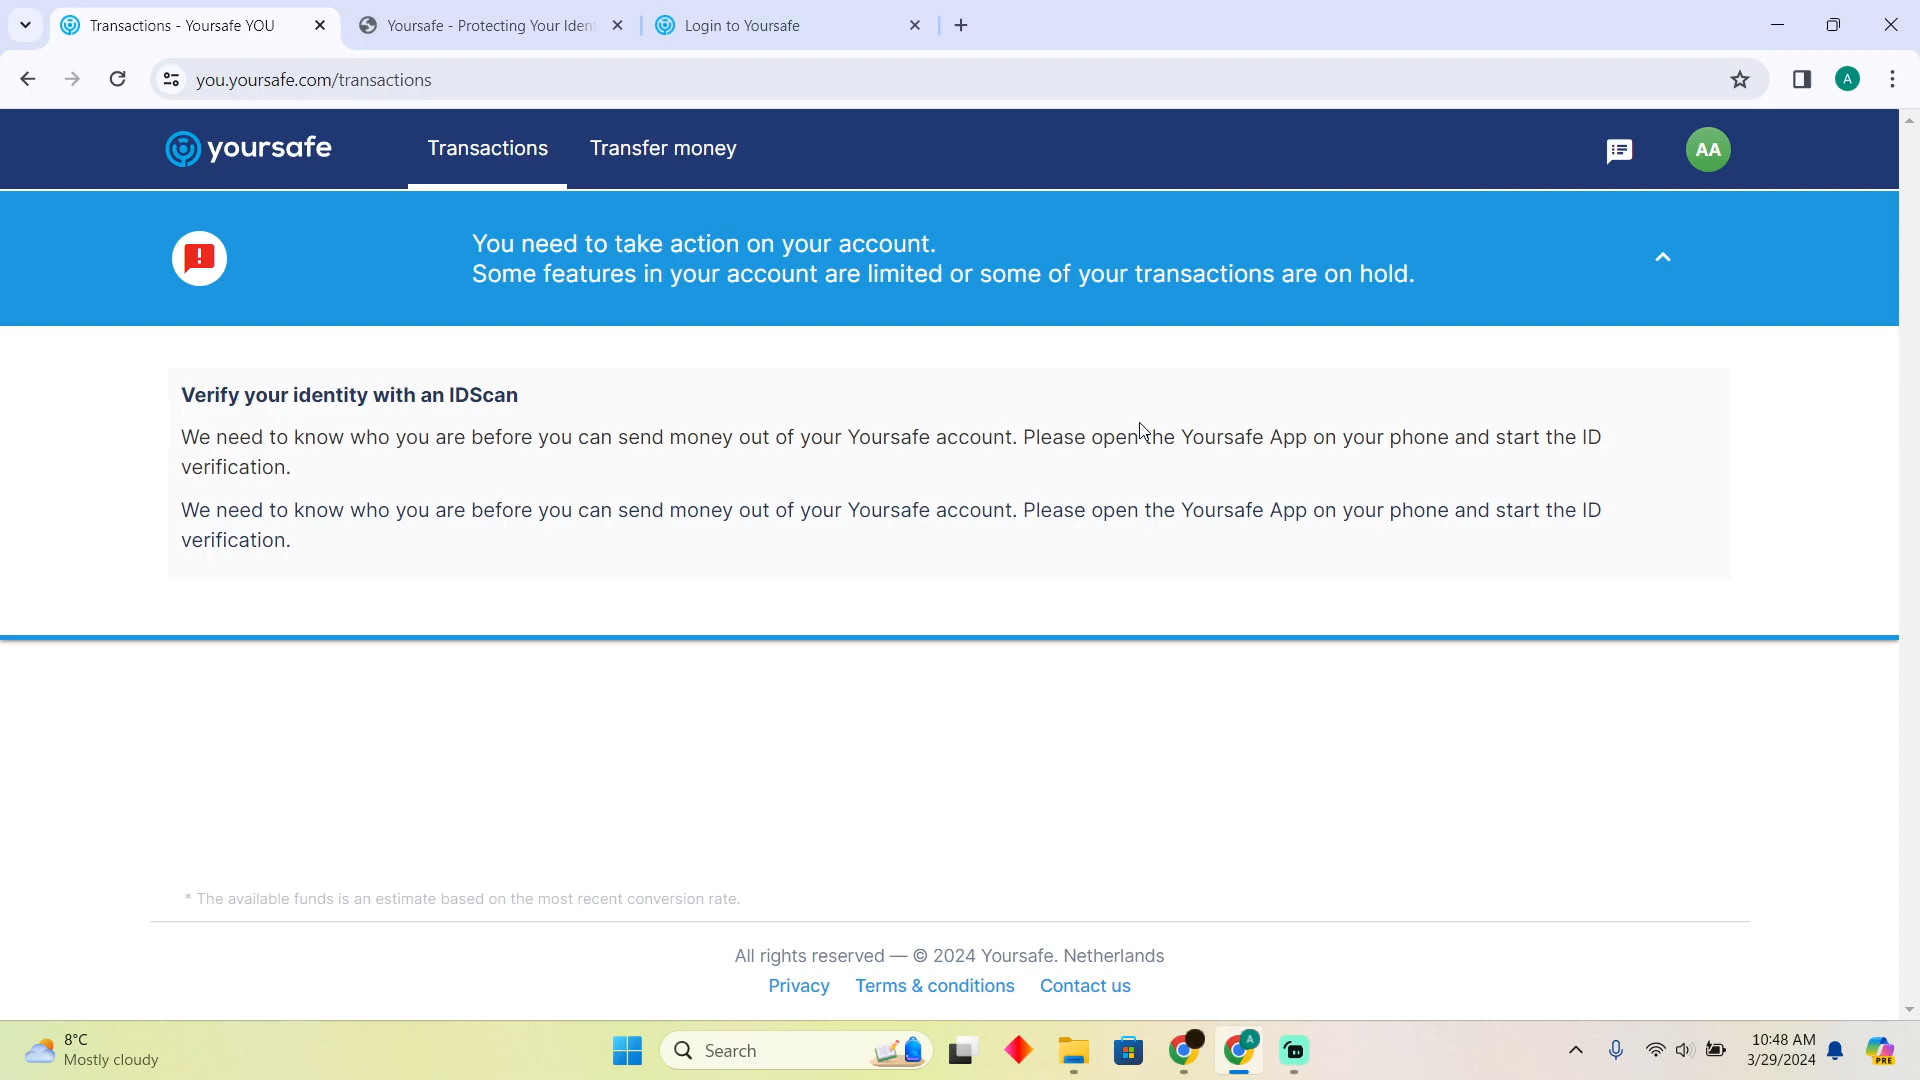 Transactions - Yoursafe YOU
Yoursafe - Protecting Your Iden
Login to Yoursafe
you.yoursafe.com/transactions
A
yoursafe
Transactions
Transfer money
AA
You need to take action on your account.
Some features in your account are limited or some of your transactions are on hold.
Verify your identity with an IDScan
We need to know who you are before you can send money out of your Yoursafe account. Please open the Yoursafe App on your phone and start the ID
verification.
We need to know who you are before you can send money out of your Yoursafe account. Please open the Yoursafe App on your phone and start the ID
verification.
* The available funds is an estimate based on the most recent conversion rate.
All rights reserved — © 2024 Yoursafe. Netherlands
Privacy Terms & conditions Contact us
8°C
Mostly cloudy
Search
A
10:48 AM
3/29/2024
PRE